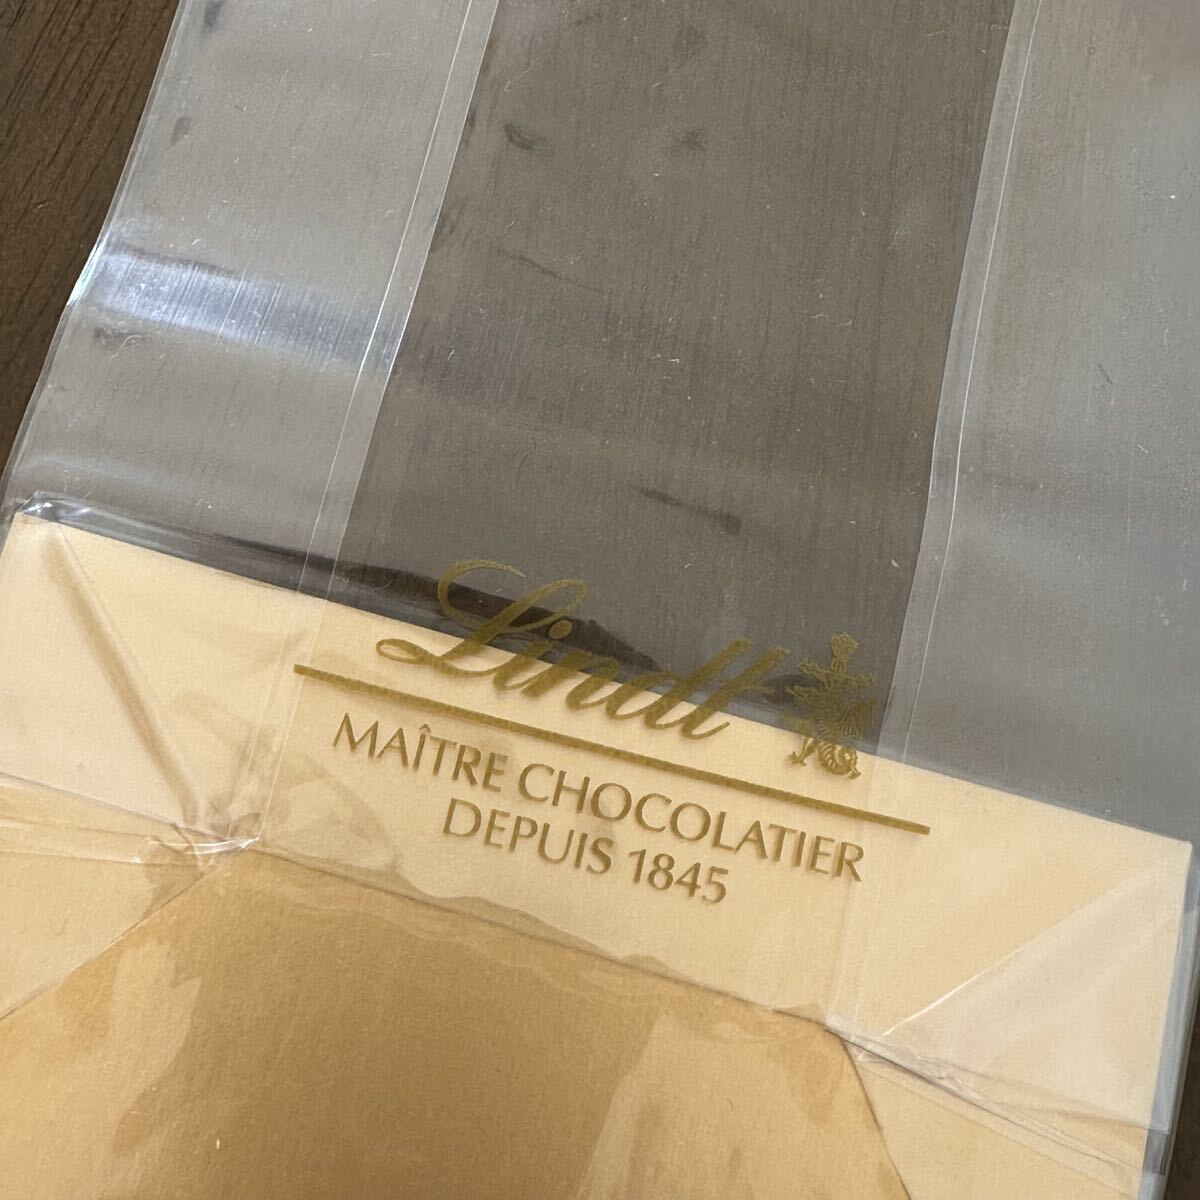 Lindt
MAÎTRE CHOCOLATIER
DEPUIS 1845